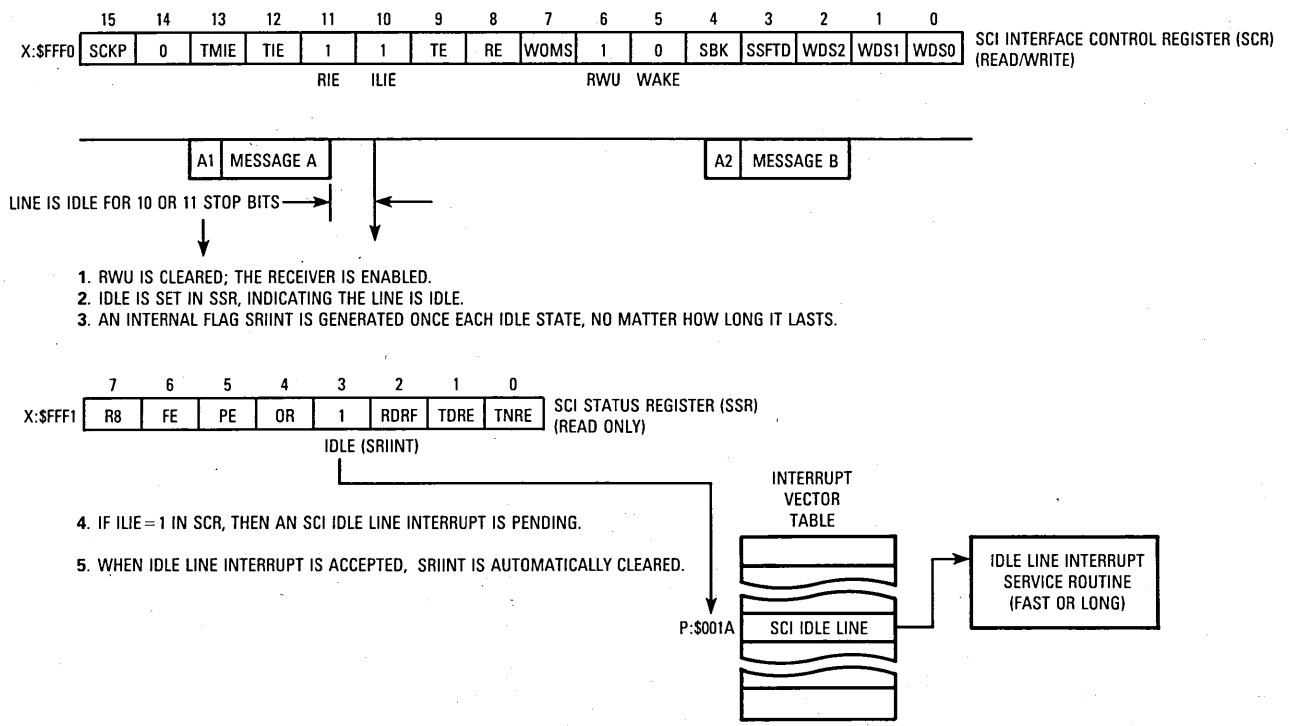 15 14 13 12 11 10 9 8 7 6 5 4 3 2 1 0
X:$FFF0 SCKP 0 TMIE TIE 1 1 TE RE WOMS 1 0 SBK SSFTD WDS2 WDS1 WDS0
SCI INTERFACE CONTROL REGISTER (SCR)
(READ/WRITE)
RIE ILIE RWU WAKE
A1 MESSAGE A A2 MESSAGE B
LINE IS IDLE FOR 10 OR 11 STOP BITS
1. RWU IS CLEARED; THE RECEIVER IS ENABLED.
2. IDLE IS SET IN SSR, INDICATING THE LINE IS IDLE.
3. AN INTERNAL FLAG SRIINT IS GENERATED ONCE EACH IDLE STATE, NO MATTER HOW LONG IT LASTS.
7 6 5 4 3 2 1 0
X:$FFF1 R8 FE PE OR 1 RDRF TDRE TNRE
SCI STATUS REGISTER (SSR)
(READ ONLY)
IDLE (SRIINT)
INTERRUPT
VECTOR
TABLE
4. IF ILIE=1 IN SCR, THEN AN SCI IDLE LINE INTERRUPT IS PENDING.
5. WHEN IDLE LINE INTERRUPT IS ACCEPTED, SRIINT IS AUTOMATICALLY CLEARED.
IDLE LINE INTERRUPT
SERVICE ROUTINE
(FAST OR LONG)
P:$001A SCI IDLE LINE